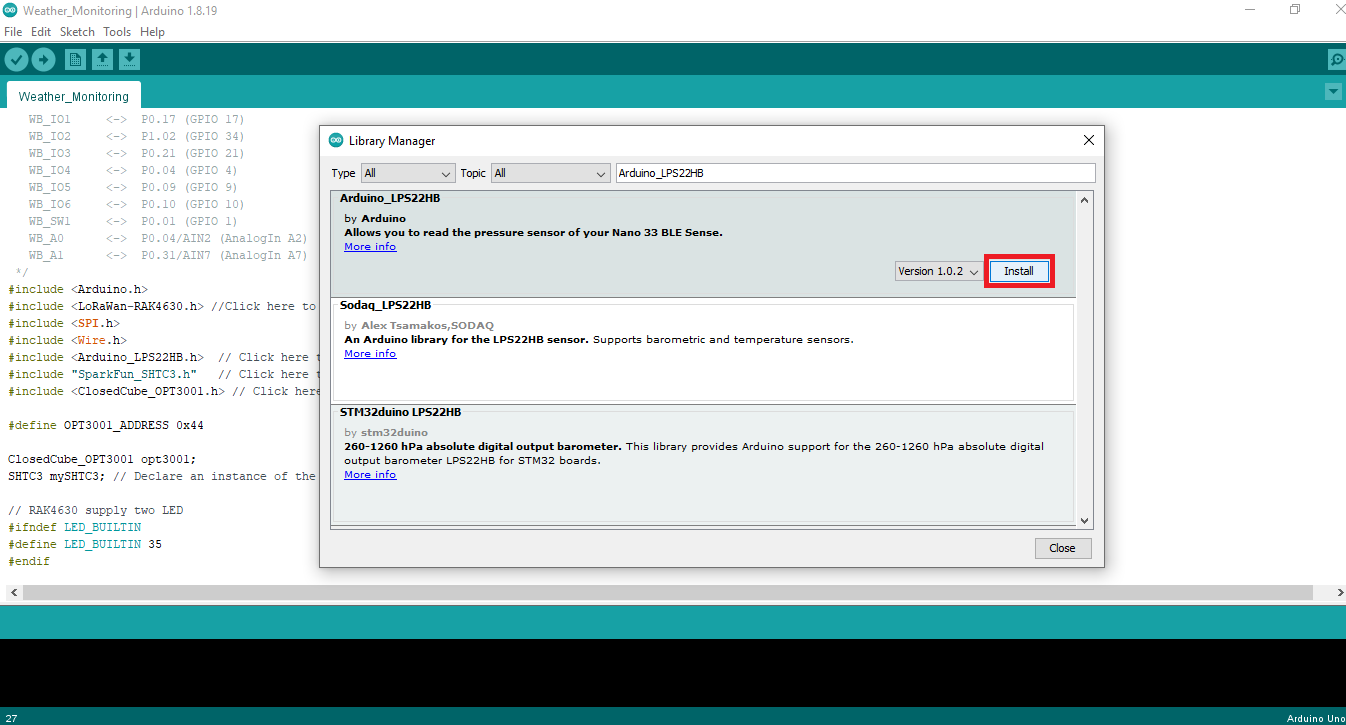 Weather_Monitoring | Arduino 1.8.19
File Edit Sketch Tools Help
Weather_Monitoring
WB_IO1 <-> P0.17 (GPIO 17)
WB_IO2 <-> P1.02 (GPIO 34)
WB_IO3 <-> P0.21 (GPIO 21)
WB_IO4 <-> P0.04 (GPIO 4)
WB_IO5 <-> P0.09 (GPIO 9)
WB_IO6 <-> P0.10 (GPIO 10)
WB_SW1 <-> P0.01 (GPIO 1)
WB_A0 <-> P0.04/AIN2 (AnalogIn A2)
WB_A1 <-> P0.31/AIN7 (AnalogIn A7)
*/
#include <Arduino.h>
#include <LoRaWan-RAK4630.h> //Click here to
#include <SPI.h>
#include <Wire.h>
#include <Arduino_LPS22HB.h> // Click here t
#include "SparkFun_SHTC3.h" // Click here t
#include <ClosedCube_OPT3001.h> // Click here
#define OPT3001_ADDRESS 0x44
ClosedCube_OPT3001 opt3001;
SHTC3 mySHTC3; // Declare an instance of the
// RAK4630 supply two LED
#ifndef LED_BUILTIN
#define LED_BUILTIN 35
#endif
Library Manager
Type All Topic All Arduino_LPS22HB
Arduino_LPS22HB
by Arduino
Allows you to read the pressure sensor of your Nano 33 BLE Sense.
More info
Version 1.0.2 Install
Sodaq_LPS22HB
by Alex Tsamakos,SODAQ
An Arduino library for the LPS22HB sensor. Supports barometric and temperature sensors.
More info
STM32duino LPS22HB
by stm32duino
260-1260 hPa absolute digital output barometer. This library provides Arduino support for the 260-1260 hPa absolute digital
output barometer LPS22HB for STM32 boards.
More info
Close
27
Arduino Uno